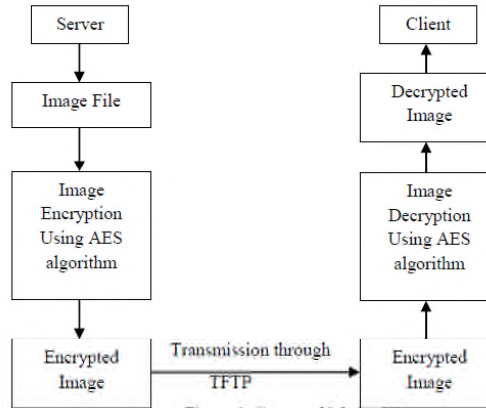 Server
Image File
Image
Encryption
Using AES
algorithm
Encrypted
Image
Transmission through
TFTP
Client
Decrypted
Image
Image
Decryption
Using AES
algorithm
Encrypted
Image